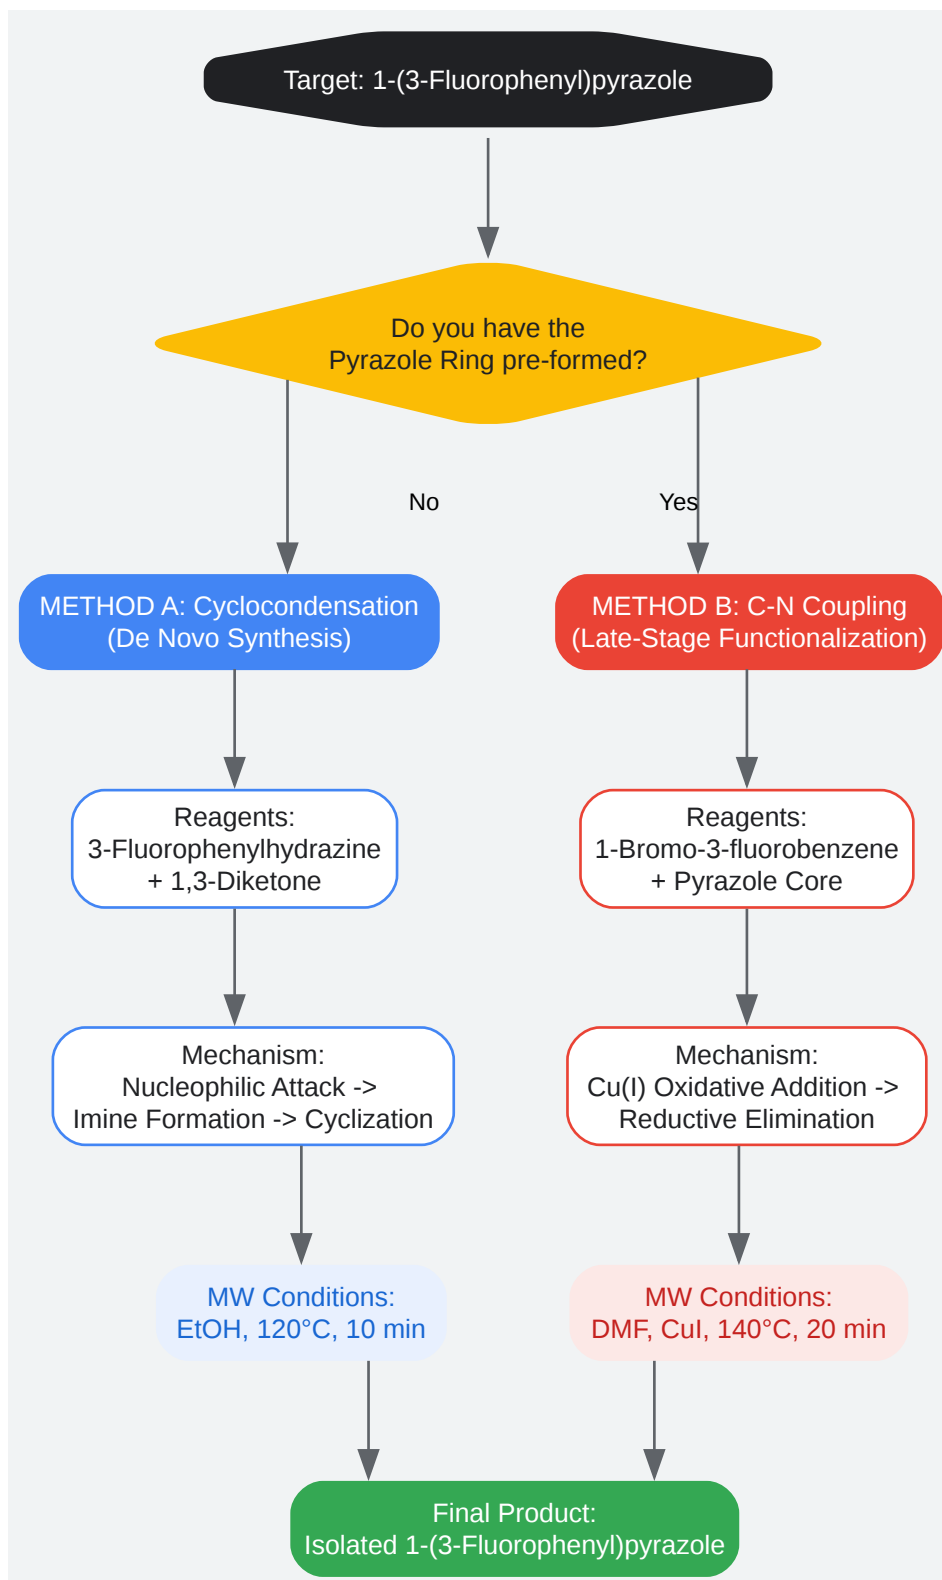 Target: 1-(3-Fluorophenyl)pyrazole
Do you have the
Pyrazole Ring pre-formed?
No
Yes
METHOD A: Cyclocondensation
(De Novo Synthesis)
METHOD B: C-N Coupling
(Late-Stage Functionalization)
Reagents:
3-Fluorophenylhydrazine
+ 1,3-Diketone
Reagents:
1-Bromo-3-fluorobenzene
+ Pyrazole Core
Mechanism:
Nucleophilic Attack ->
Imine Formation -> Cyclization
Mechanism:
Cu(I) Oxidative Addition ->
Reductive Elimination
MW Conditions:
EtOH, 120°C, 10 min
MW Conditions:
DMF, CuI, 140°C, 20 min
Final Product:
Isolated 1-(3-Fluorophenyl)pyrazole